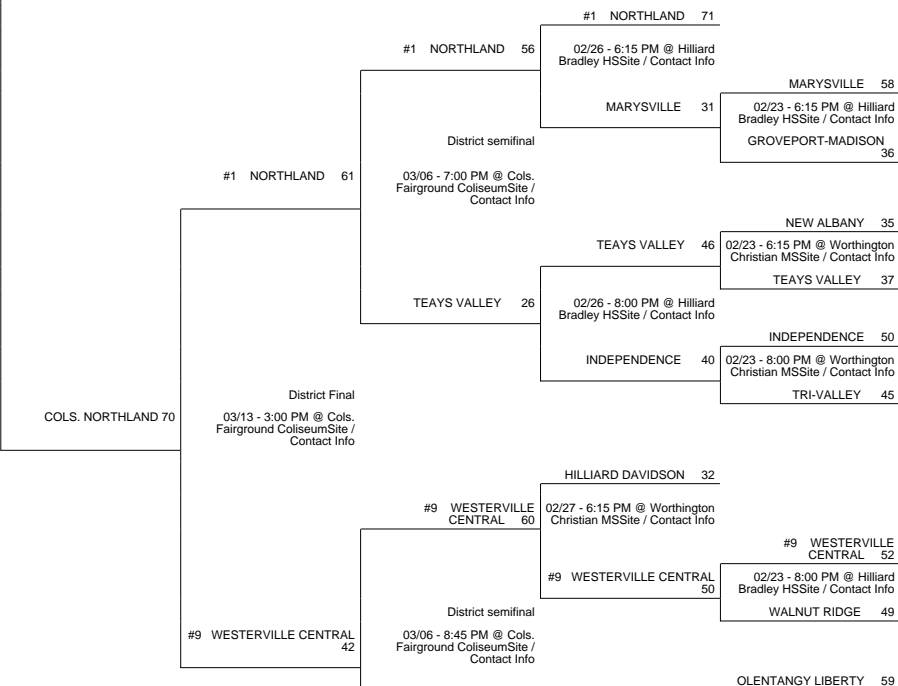 #1 NORTHLAND 71
#1 NORTHLAND 56
02/26 - 6:15 PM @ Hilliard
Bradley HSSite / Contact Info
MARYSVILLE 58
MARYSVILLE 31
02/23 - 6:15 PM @ Hilliard
Bradley HSSite / Contact Info
GROVEPORT-MADISON
36
District semifinal
#1 NORTHLAND 61
03/06 - 7:00 PM @ Cols.
Fairground ColiseumSite /
Contact Info
NEW ALBANY 35
TEAYS VALLEY 46
02/23 - 6:15 PM @ Worthington
Christian MSSite / Contact Info
TEAYS VALLEY 37
TEAYS VALLEY 26
02/26 - 8:00 PM @ Hilliard
Bradley HSSite / Contact Info
INDEPENDENCE 50
INDEPENDENCE 40
02/23 - 8:00 PM @ Worthington
Christian MSSite / Contact Info
TRI-VALLEY 45
District Final
COLS. NORTHLAND 70
03/13 - 3:00 PM @ Cols.
Fairground ColiseumSite /
Contact Info
HILLIARD DAVIDSON 32
#9 WESTERVILLE
CENTRAL 60
02/27 - 6:15 PM @ Worthington
Christian MSSite / Contact Info
#9 WESTERVILLE
CENTRAL 52
#9 WESTERVILLE CENTRAL
50
02/23 - 8:00 PM @ Hilliard
Bradley HSSite / Contact Info
WALNUT RIDGE 49
District semifinal
#9 WESTERVILLE CENTRAL
42
03/06 - 8:45 PM @ Cols.
Fairground ColiseumSite /
Contact Info
OLENTANGY LIBERTY 59